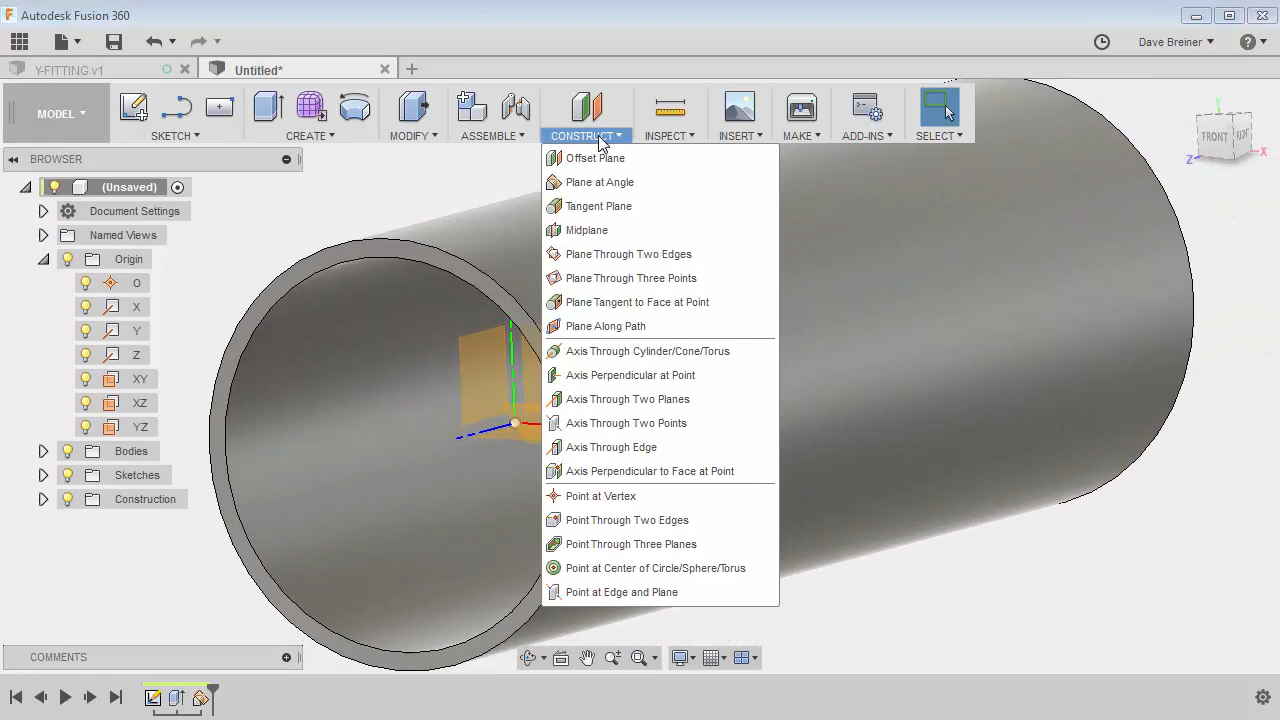 Autodesk Fusion 360
Dave Breiner
Y-FITTING v1
Untitled*
MODEL
SKETCH
CREATE
MODIFY
ASSEMBLE
CONSTRUCT
INSPECT
INSERT
MAKE
ADD-INS
SELECT
BROWSER
(Unsaved)
Document Settings
Named Views
Origin
O
X
Y
Z
XY
XZ
YZ
Bodies
Sketches
Construction
Offset Plane
Plane at Angle
Tangent Plane
Midplane
Plane Through Two Edges
Plane Through Three Points
Plane Tangent to Face at Point
Plane Along Path
Axis Through Cylinder/Cone/Torus
Axis Perpendicular at Point
Axis Through Two Planes
Axis Through Two Points
Axis Through Edge
Axis Perpendicular to Face at Point
Point at Vertex
Point Through Two Edges
Point Through Three Planes
Point at Center of Circle/Sphere/Torus
Point at Edge and Plane
Y
FRONT
RIGHT
Z
X
COMMENTS